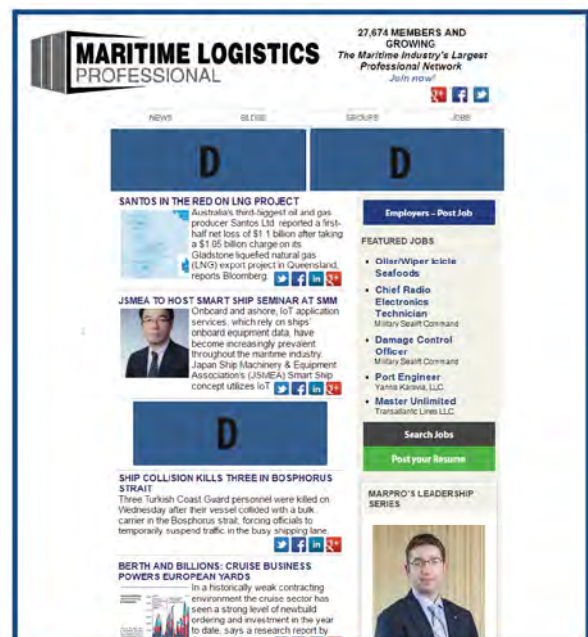 MARITIME LOGISTICS
PROFESSIONAL
27,674 MEMBERS AND
GROWING
The Maritime Industry's Largest
Professional Network
Join now!
NEWS
BLOGS
GROUPS
JOBS
D
D
SANTOS IN THE RED ON LNG PROJECT
Australia's third-biggest oil and gas
producer Santos Ltd reported a first-
half net loss of $1.1 billion after taking
a $1.05 billion charge on its
Gladstone liquefied natural gas
(LNG) export project in Queensland,
reports Bloomberg.
JSMEA TO HOST SMART SHIP SEMINAR AT SMM
Onboard and ashore, IoT application
services, which rely on ships'
onboard equipment data, have
become increasingly prevalent
throughout the maritime industry.
Japan Ship Machinery & Equipment
Association's (JSMEA) Smart Ship
concept utilizes IoT
D
SHIP COLLISION KILLS THREE IN BOSPHORUS
STRAIT
Three Turkish Coast Guard personnel were killed on
Wednesday after their vessel collided with a bulk
carrier in the Bosphorus strait, forcing officials to
temporarily suspend traffic in the busy shipping lane.
BERTH AND BILLIONS: CRUISE BUSINESS
POWERS EUROPEAN YARDS
In a historically weak contracting
environment the cruise sector has
seen a strong level of newbuild
ordering and investment in the year
to date, says a research report by
Employers – Post Job
FEATURED JOBS
Oiler/Wiper Icicle
Seafoods
Chief Radio
Electronics
Technician
Military Sealift Command
Damage Control
Officer
Military Sealift Command
Port Engineer
Yanna Karavia, LLC
Master Unlimited
Transatlantic Lines LLC
Search Jobs
Post your Resume
MARPRO'S LEADERSHIP
SERIES